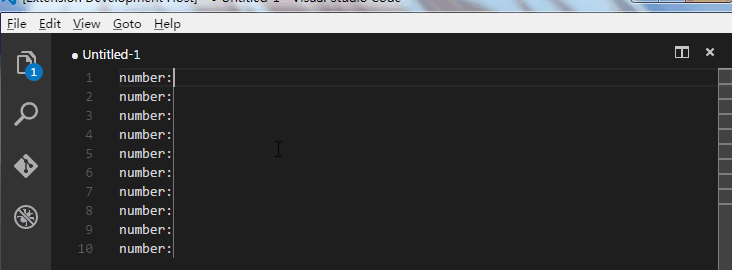 [Extension Development Host] • Untitled-1 - Visual Studio Code
File Edit View Goto Help
● Untitled-1
1
1 number:
2 number:
3 number:
4 number:
5 number:
6 number:
7 number:
8 number:
9 number:
10 number: